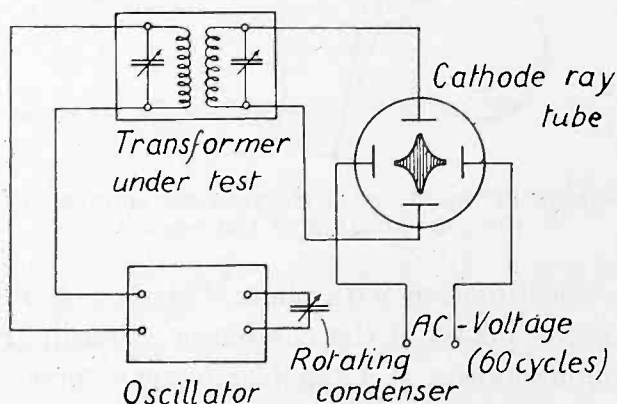 Cathode ray
tube
Transformer
under test
AC-Voltage
(60 cycles)
Rotating
condenser
Oscillator